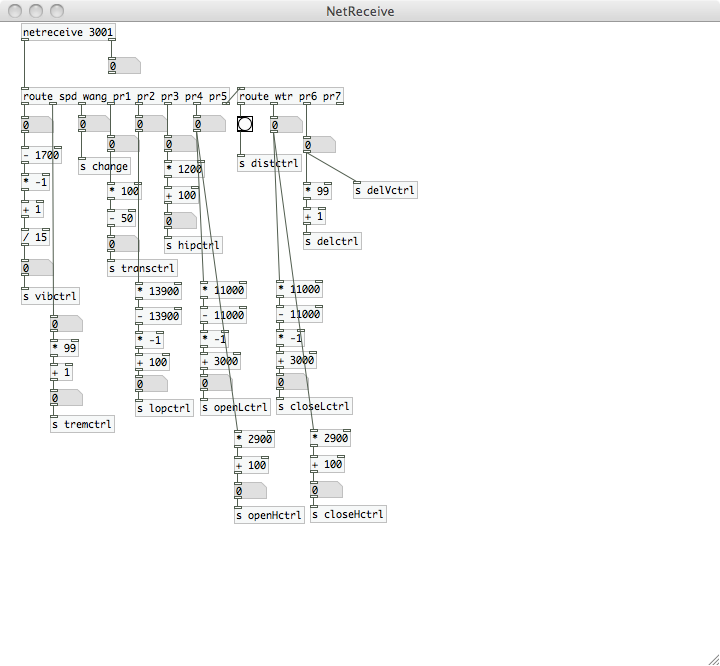 NetReceive
netreceive 3001
0
route spd wang pr1 pr2 pr3 pr4 pr5
route wtr pr6 pr7
0
0
0
0
0
0
0
0
- 1700
s change
* 1200
s distctrl
* -1
* 100
+ 100
* 99
s delVctrl
+ 1
- 50
0
+ 1
/ 15
0
s hipctrl
s delctrl
0
s transctrl
s vibctrl
* 13900
* 11000
* 11000
0
- 13900
- 11000
- 11000
* 99
* -1
* -1
* -1
+ 1
+ 100
+ 3000
+ 3000
0
0
0
0
s tremctrl
s lopctrl
s openLctrl
s closeLctrl
* 2900
* 2900
+ 100
+ 100
0
0
s openHctrl
s closeHctrl